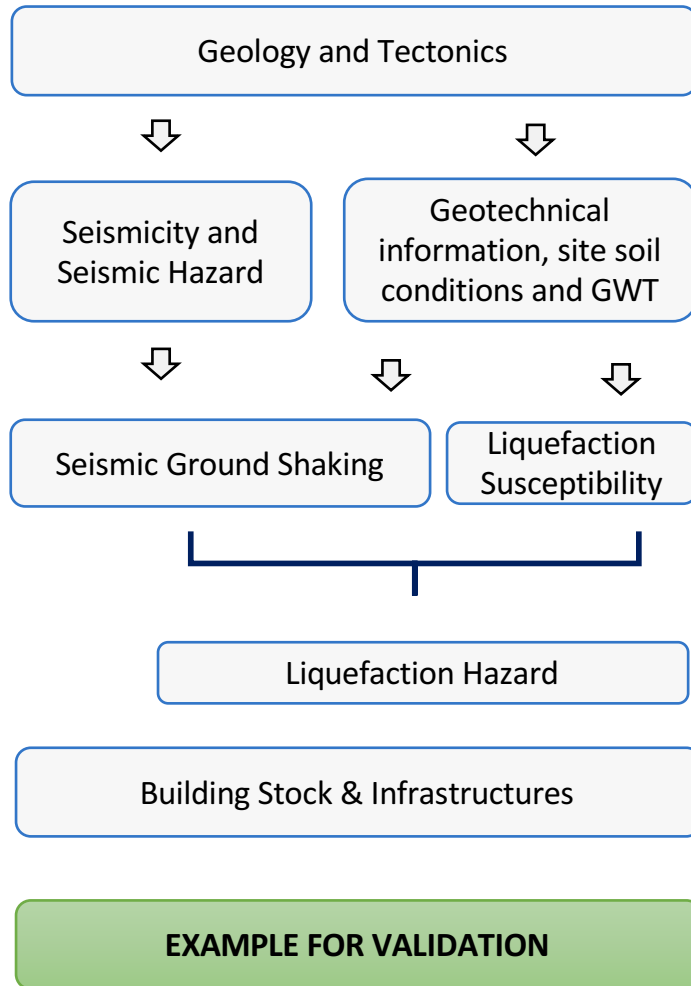 Geology and Tectonics
Seismicity and
Seismic Hazard
Geotechnical
information, site soil
conditions and GWT
Seismic Ground Shaking
Liquefaction
Susceptibility
Liquefaction Hazard
Building Stock & Infrastructures
EXAMPLE FOR VALIDATION